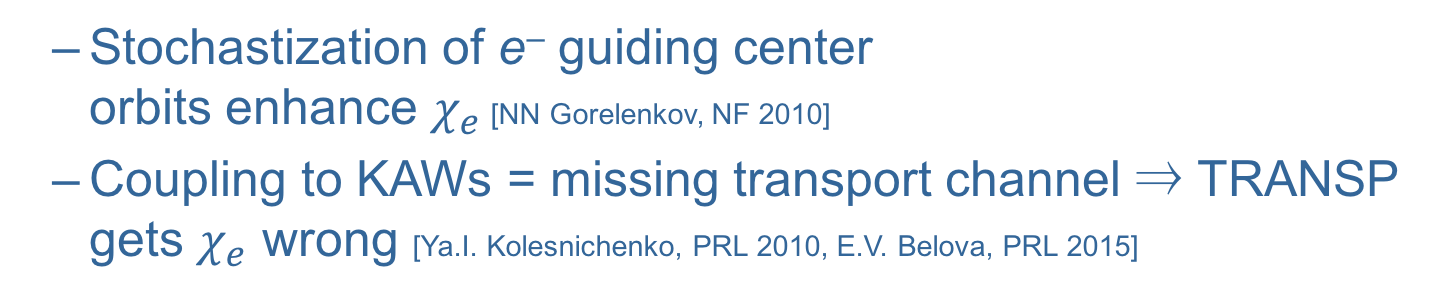 – Stochastization of e⁻ guiding center
orbits enhance χₑ [NN Gorelenkov, NF 2010]
– Coupling to KAWs = missing transport channel ⇒ TRANSP
gets χₑ wrong [Ya.I. Kolesnichenko, PRL 2010, E.V. Belova, PRL 2015]